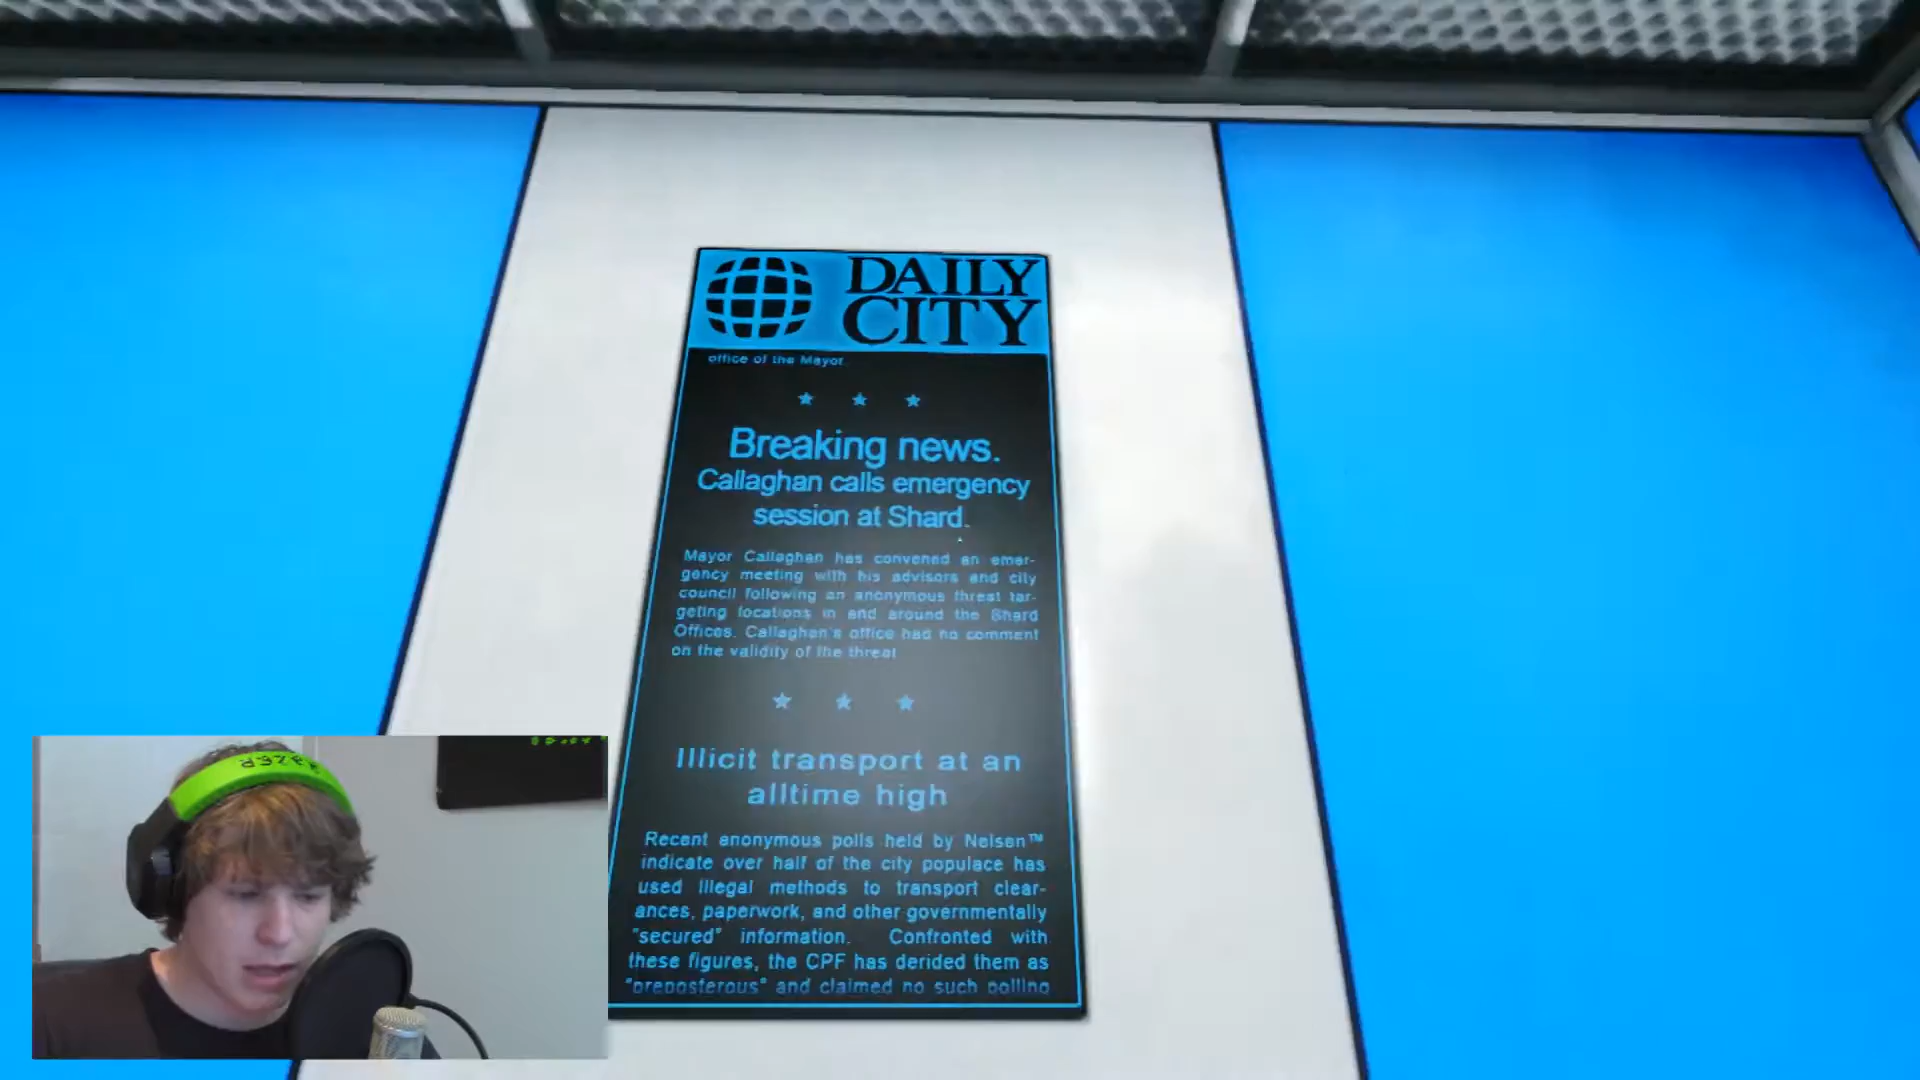 DAILY
CITY
office of the Mayor.
Breaking news.
Callaghan calls emergency
session at Shard.
Mayor Callaghan has convened an emer-
gency meeting with his advisors and city
council following an anonymous threat tar-
geting locations in and around the Shard
Offices. Callaghan's office had no comment
on the validity of the threat
Illicit transport at an
alltime high
Recent anonymous polls held by Nelsen™
indicate over half of the city populace has
used illegal methods to transport clear-
ances, paperwork, and other governmentally
"secured" information. Confronted with
these figures, the CPF has derided them as
"preposterous" and claimed no such polling
RAZER